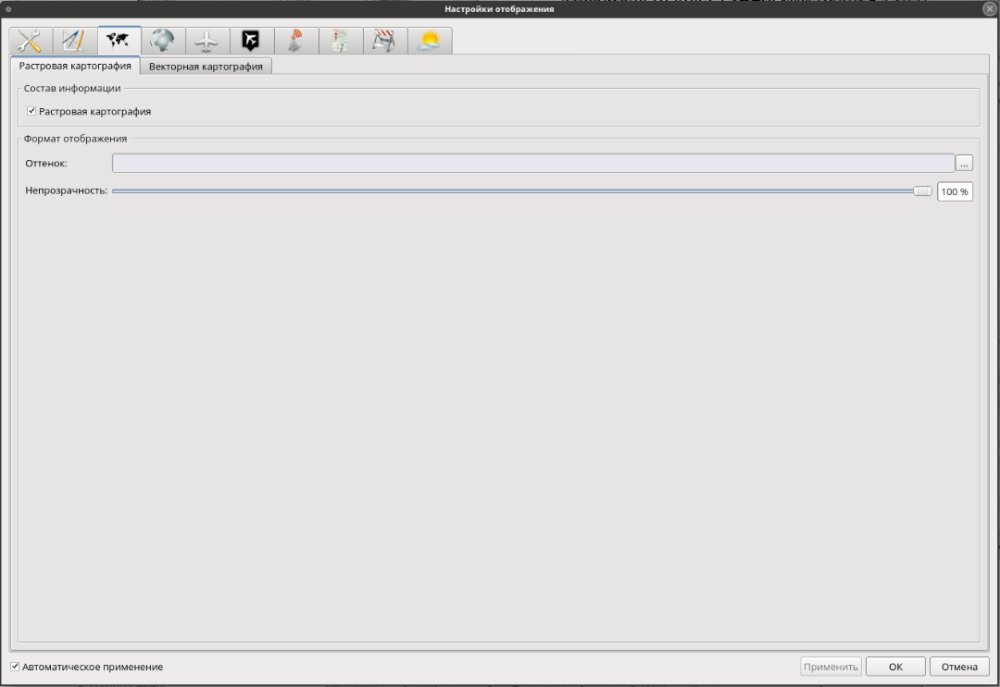 Настройки отображения
Растровая картография
Векторная картография
Состав информации
Растровая картография
Формат отображения
Оттенок:
...
Непрозрачность:
100 %
Автоматическое применение
Применить
ОК
Отмена